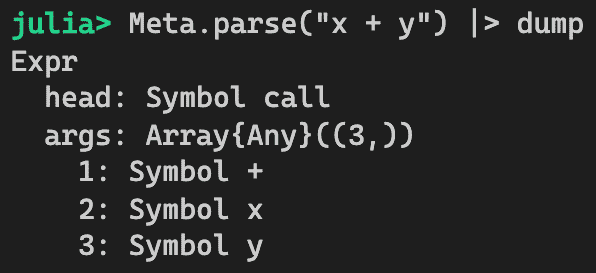 julia> Meta.parse("x + y") |> dump
Expr
  head: Symbol call
  args: Array{Any}((3,))
    1: Symbol +
    2: Symbol x
    3: Symbol y